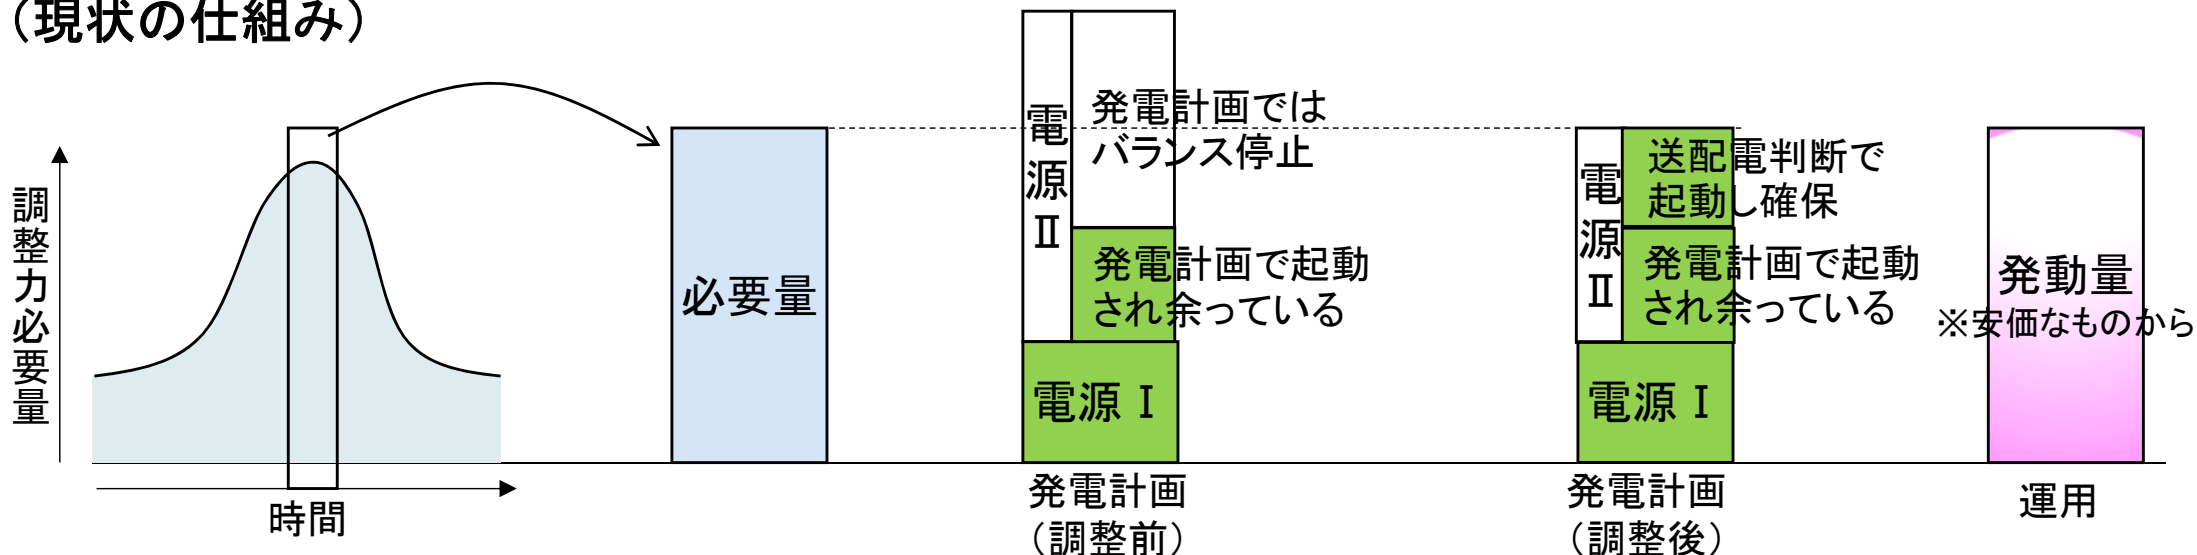 （現状の仕組み）
調整力必要量
時間
必要量
電源Ⅱ
発電計画では
バランス停止
発電計画で起動
され余っている
電源Ⅰ
発電計画
（調整前）
電源Ⅱ
送配電判断で
起動し確保
発電計画で起動
され余っている
電源Ⅰ
発電計画
（調整後）
発動量
※安価なものから
運用